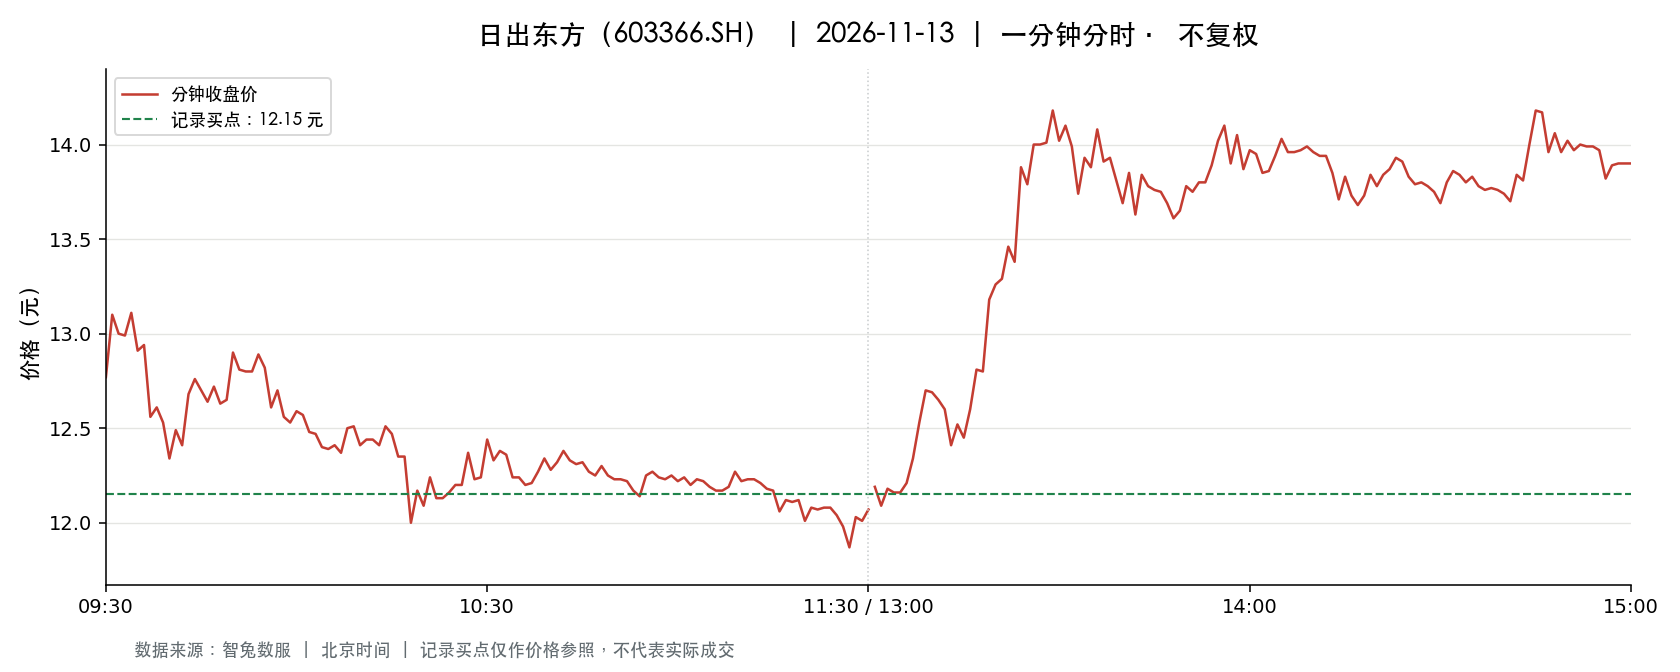 日出东方（603366.SH） | 2026-11-13 | 一分钟分时 · 不复权
分钟收盘价
记录买点：12.15 元
价格（元）
14.0
13.5
13.0
12.5
12.0
09:30
10:30
11:30 / 13:00
14:00
15:00
数据来源：智兔数服 | 北京时间 | 记录买点仅作价格参照，不代表实际成交